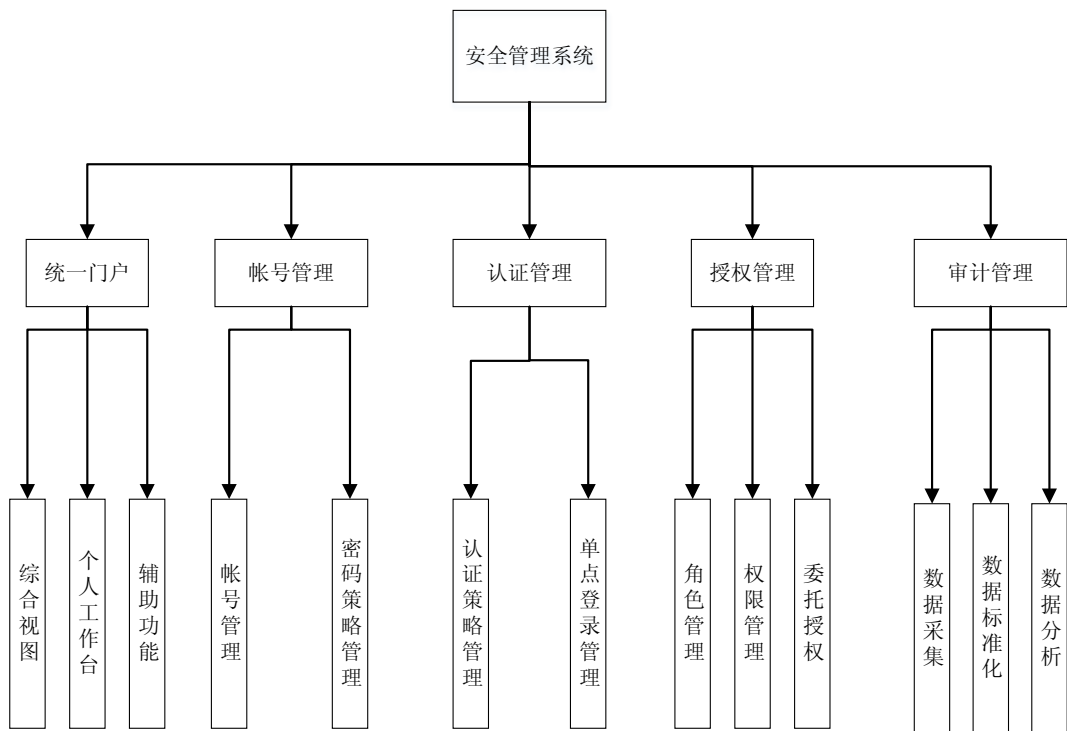 安全管理系统
统一门户
帐号管理
认证管理
授权管理
审计管理
综合视图
个人工作台
辅助功能
帐号管理
密码策略管理
认证策略管理
单点登录管理
角色管理
权限管理
委托授权
数据采集
数据标准化
数据分析